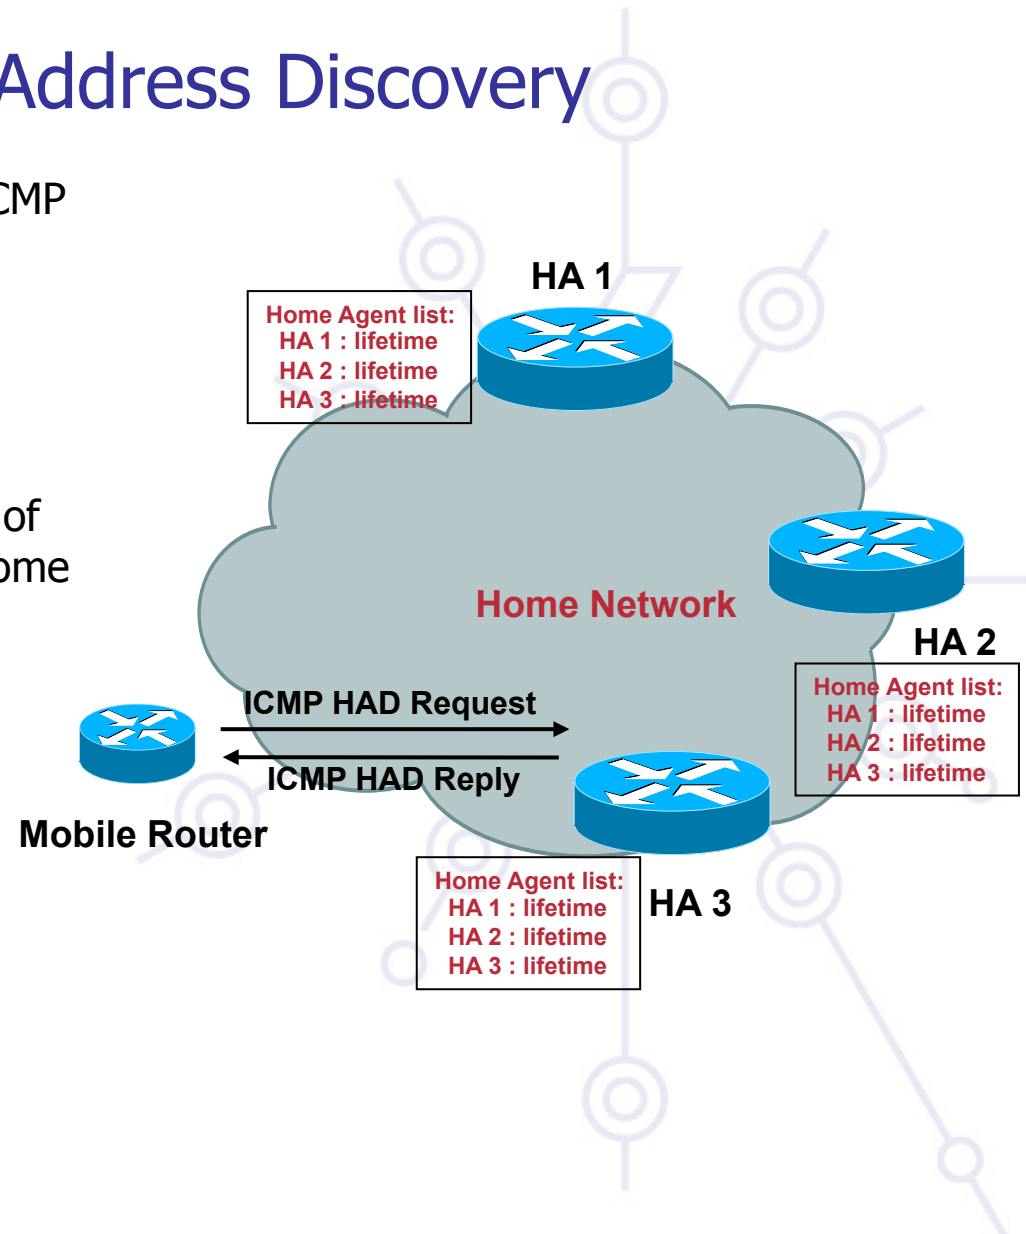 Address Discovery
CMP
of
ome
HA 1
Home Agent list:
HA 1 : lifetime
HA 2 : lifetime
HA 3 : lifetime
Home Network
HA 2
Home Agent list:
HA 1 : lifetime
HA 2 : lifetime
HA 3 : lifetime
ICMP HAD Request
ICMP HAD Reply
Mobile Router
HA 3
Home Agent list:
HA 1 : lifetime
HA 2 : lifetime
HA 3 : lifetime